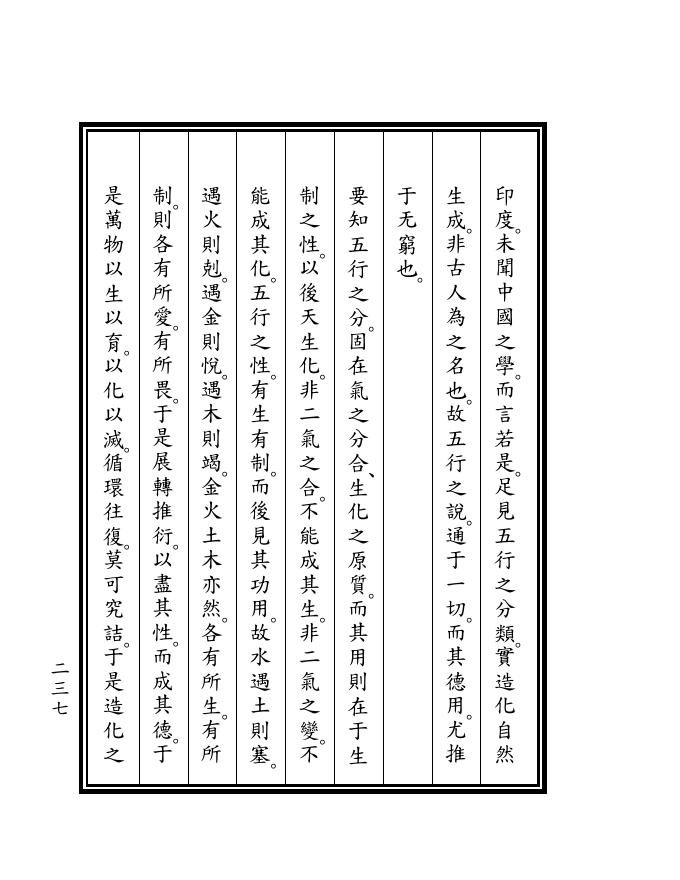 印度。未聞中國之學。而言若是。足見五行之分類。實造化自然
生成。非古人為之名也。故五行之說。通于一切。而其德用。尤推
于无窮也。
要知五行之分。固在氣之分合、生化之原質。而其用則在于生
制之性。以後天生化。非二氣之合。不能成其生。非二氣之變。不
能成其化。五行之性。有生有制。而後見其功用。故水遇土則塞。
遇火則剋。遇金則悅。遇木則竭。金火土木亦然。各有所生。有所
制。則各有所愛。有所畏。于是展轉推衍。以盡其性。而成其德。于
是萬物以生以育。以化以滅。循環往復。莫可究詰。于是造化之
二三七